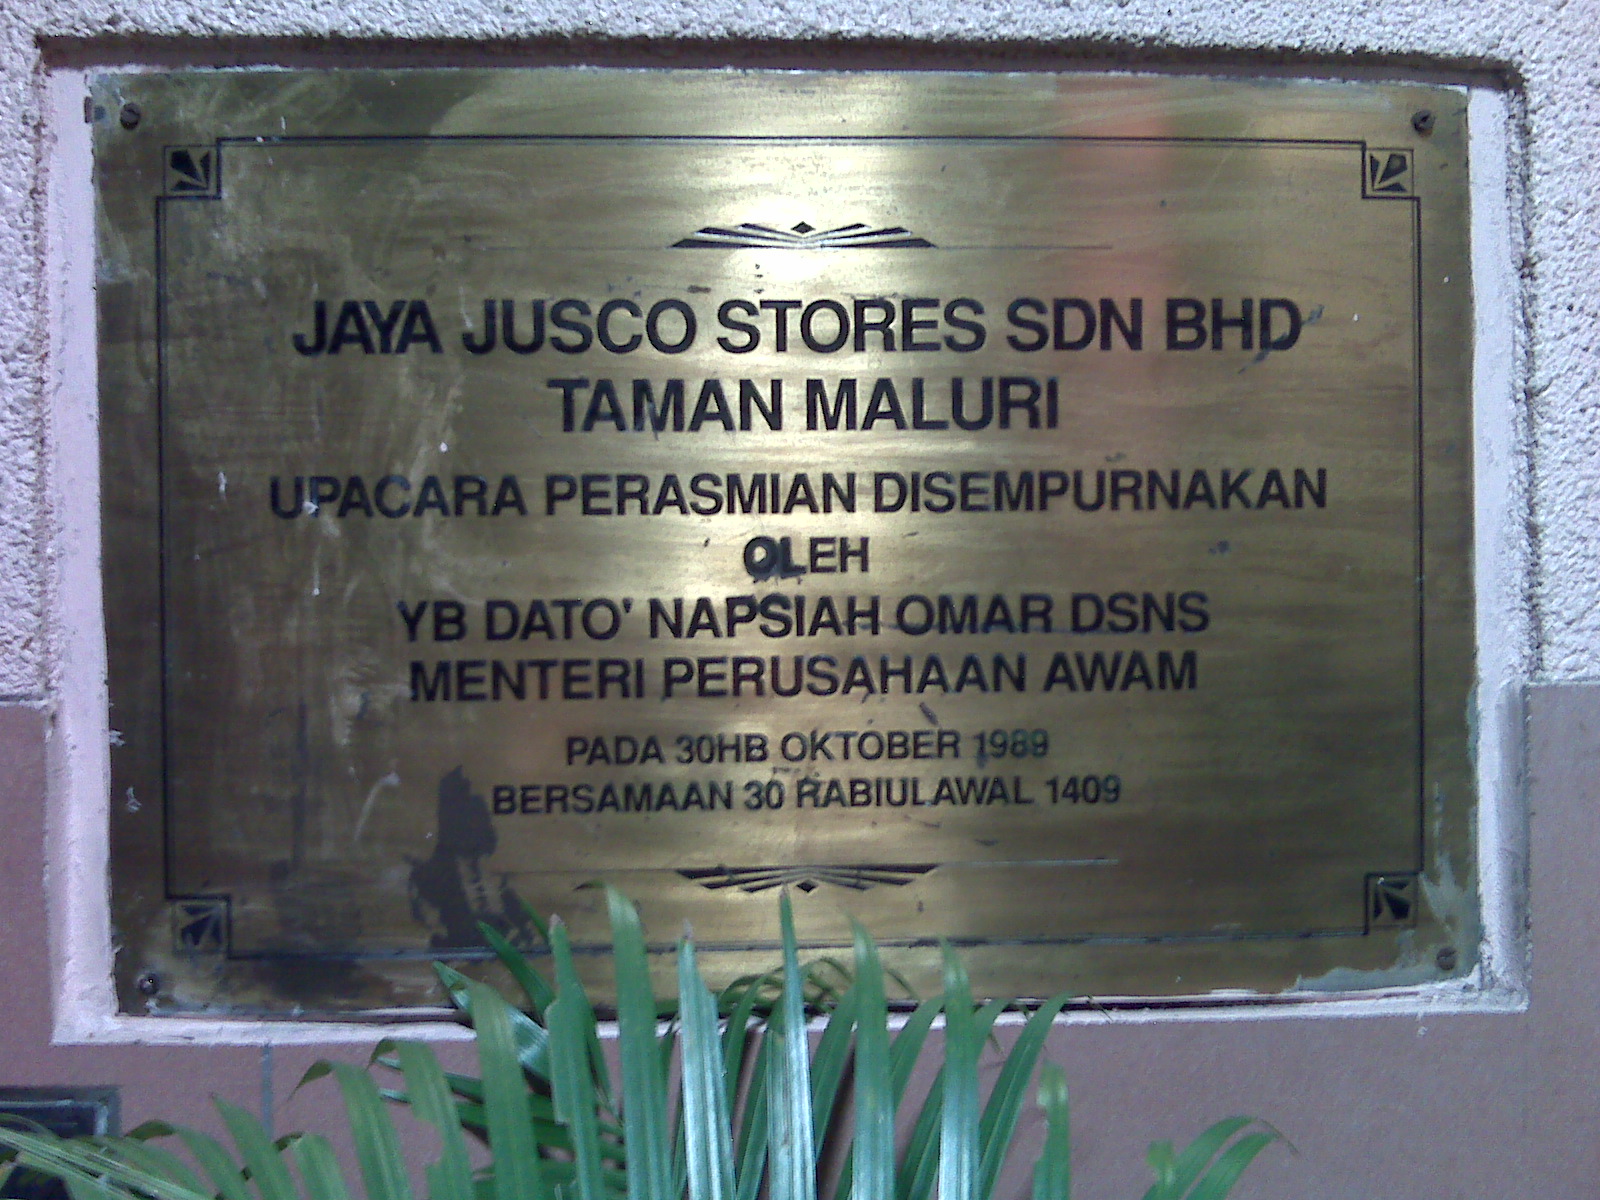 JAYA JUSCO STORES SDN BHD
TAMAN MALURI
UPACARA PERASMIAN DISEMPURNAKAN
OLEH
YB DATO' NAPSIAH OMAR DSNS
MENTERI PERUSAHAAN AWAM
PADA 30HB OKTOBER 1989
BERSAMAAN 30 RABIULAWAL 1409